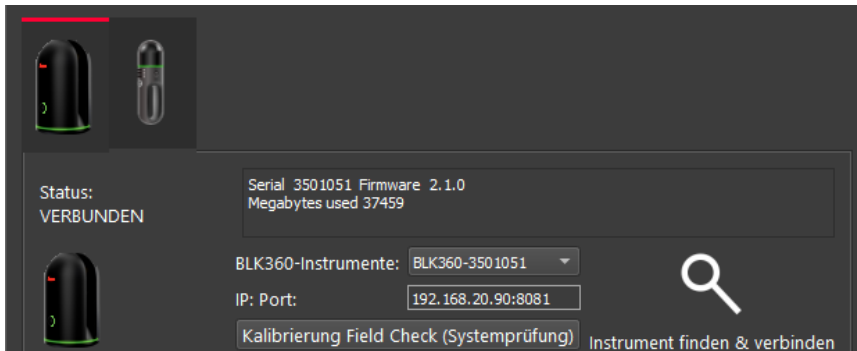 Status:
VERBUNDEN
Serial 3501051 Firmware 2.1.0
Megabytes used 37459
BLK360-Instrumente: BLK360-3501051
IP: Port: 192.168.20.90:8081
Kalibrierung Field Check (Systemprüfung)
Instrument finden & verbinden